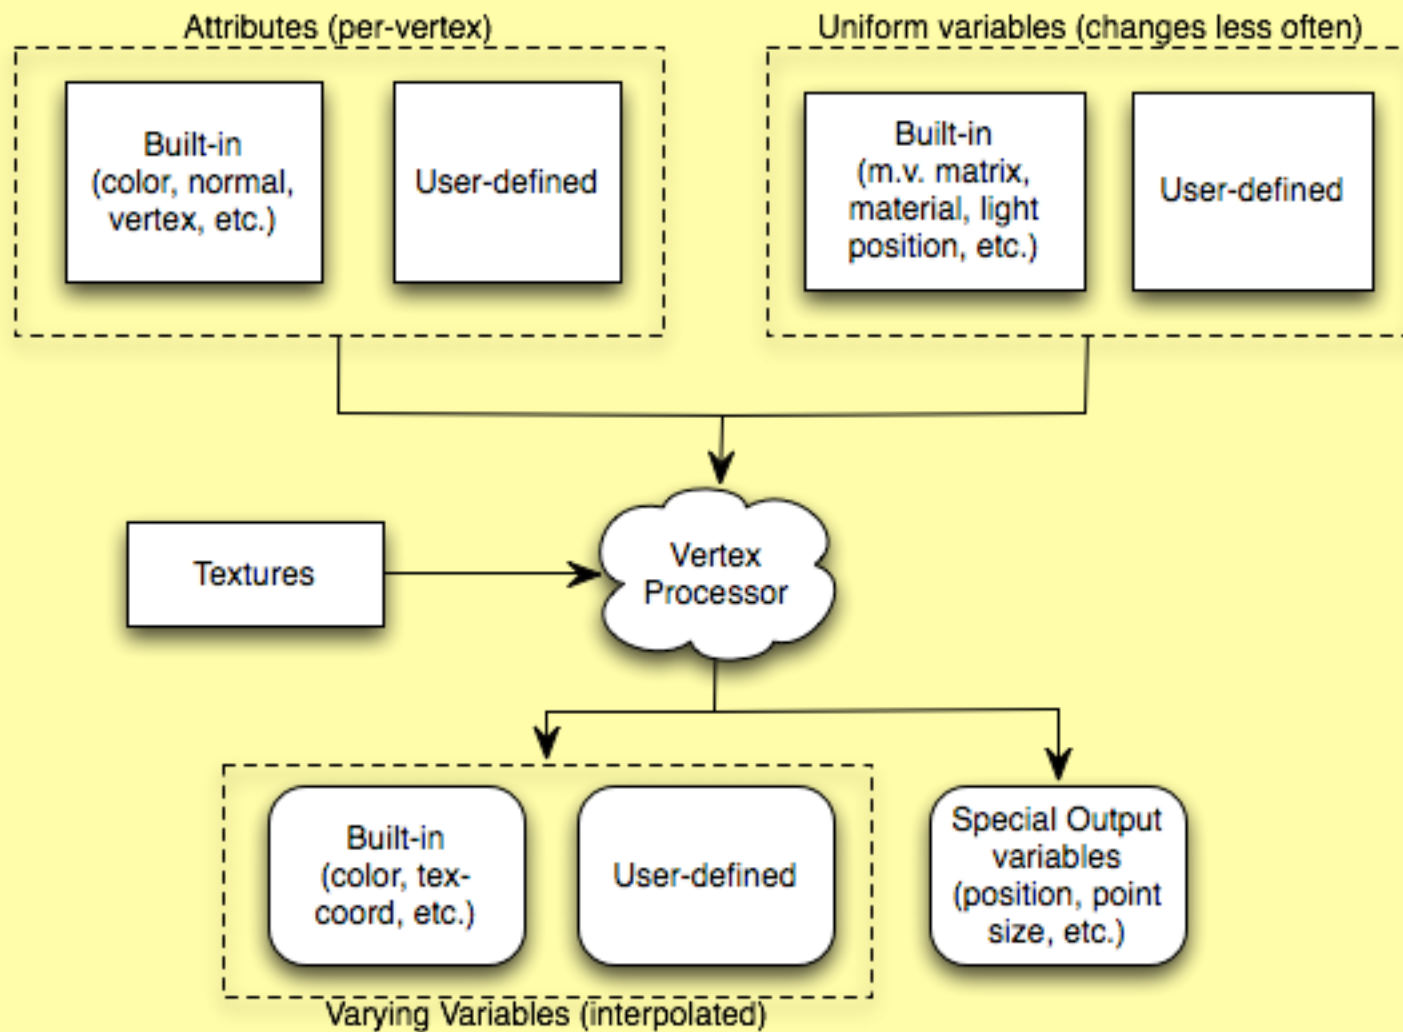 Attributes (per-vertex)
Uniform variables (changes less often)
Built-in
(color, normal,
vertex, etc.)
User-defined
Built-in
(m.v. matrix,
material, light
position, etc.)
User-defined
Textures
Vertex
Processor
Built-in
(color, tex-
coord, etc.)
User-defined
Special Output
variables
(position, point
size, etc.)
Varying Variables (interpolated)